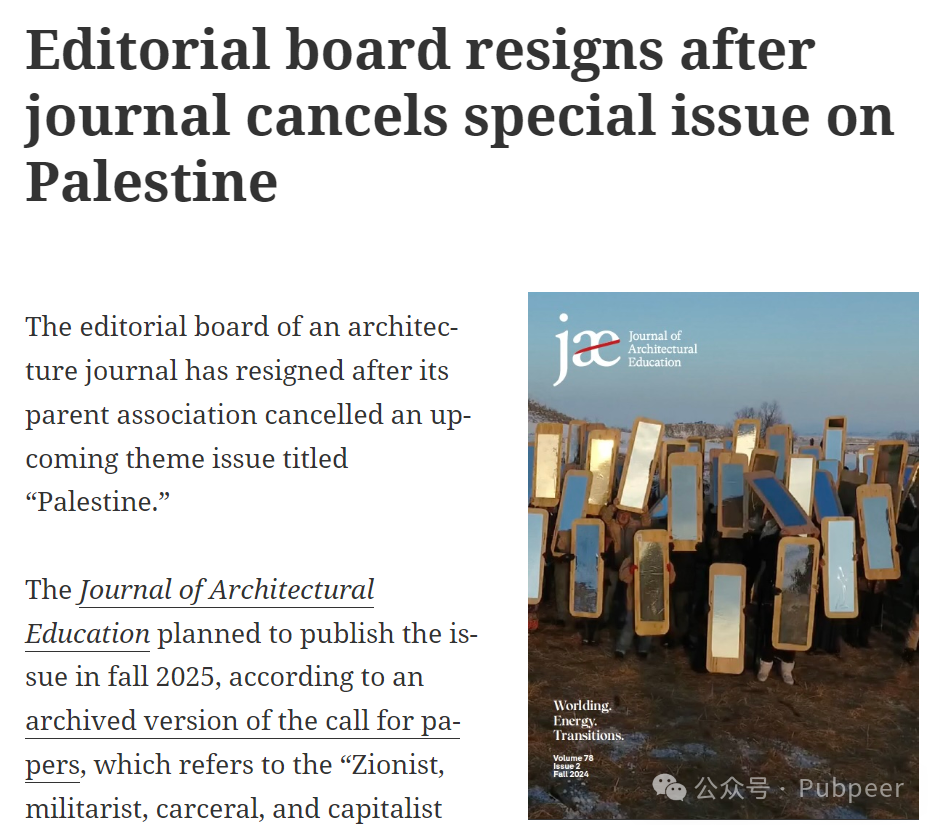 Editorial board resigns after
journal cancels special issue on
Palestine
The editorial board of an architec-
ture journal has resigned after its
parent association cancelled an up-
coming theme issue titled
“Palestine.”
The Journal of Architectural
Education planned to publish the is-
sue in fall 2025, according to an
archived version of the call for pa-
pers, which refers to the “Zionist,
militarist, carceral, and capitalist
jae
Journal of
Architectural
Education
Worlding.
Energy.
Transitions.
Volume 78
Issue 2
Fall 2024
公众号 · Pubpeer